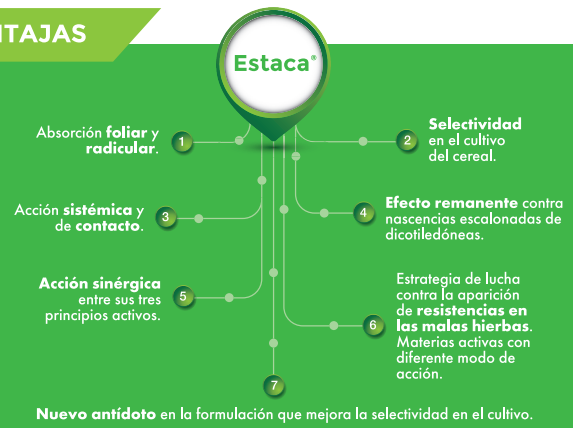 NTAJAS
Estaca®
Absorción foliar y
radicular.
1
2
Selectividad
en el cultivo
del cereal.
Acción sistémica y
de contacto.
3
4
Efecto remanente contra
nascencias escalonadas de
dicotiledóneas.
Acción sinérgica
entre sus tres
principios activos.
5
6
Estrategia de lucha
contra la aparición
de resistencias en
las malas hierbas.
Materias activas con
diferente modo de
acción.
7
Nuevo antídoto en la formulación que mejora la selectividad en el cultivo.